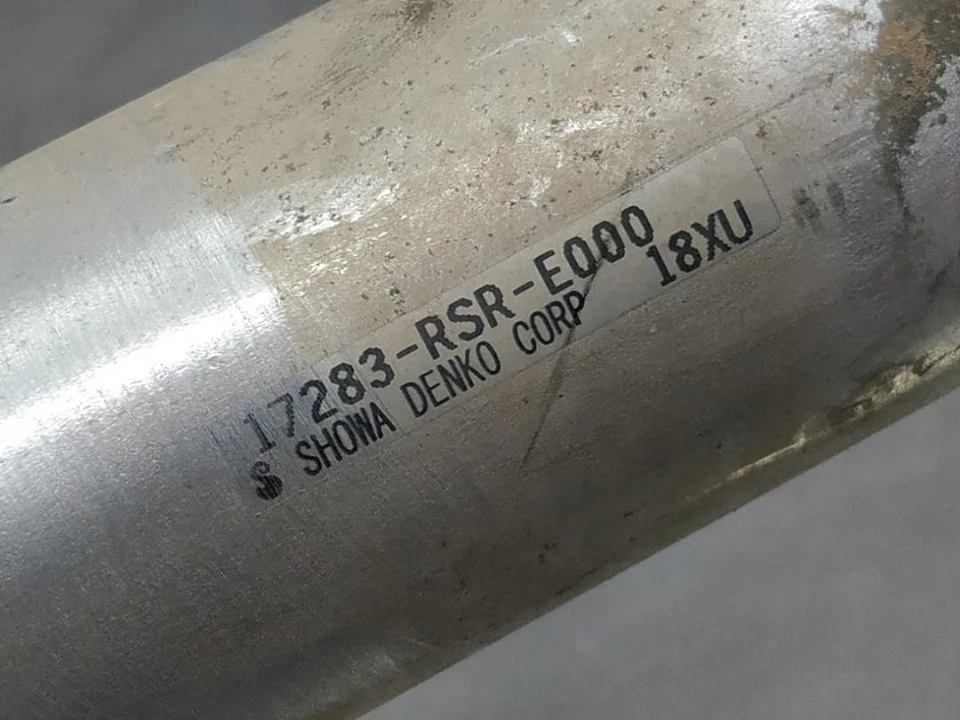 17283-RSR-E000
S SHOWA DENKO CORP 18XU